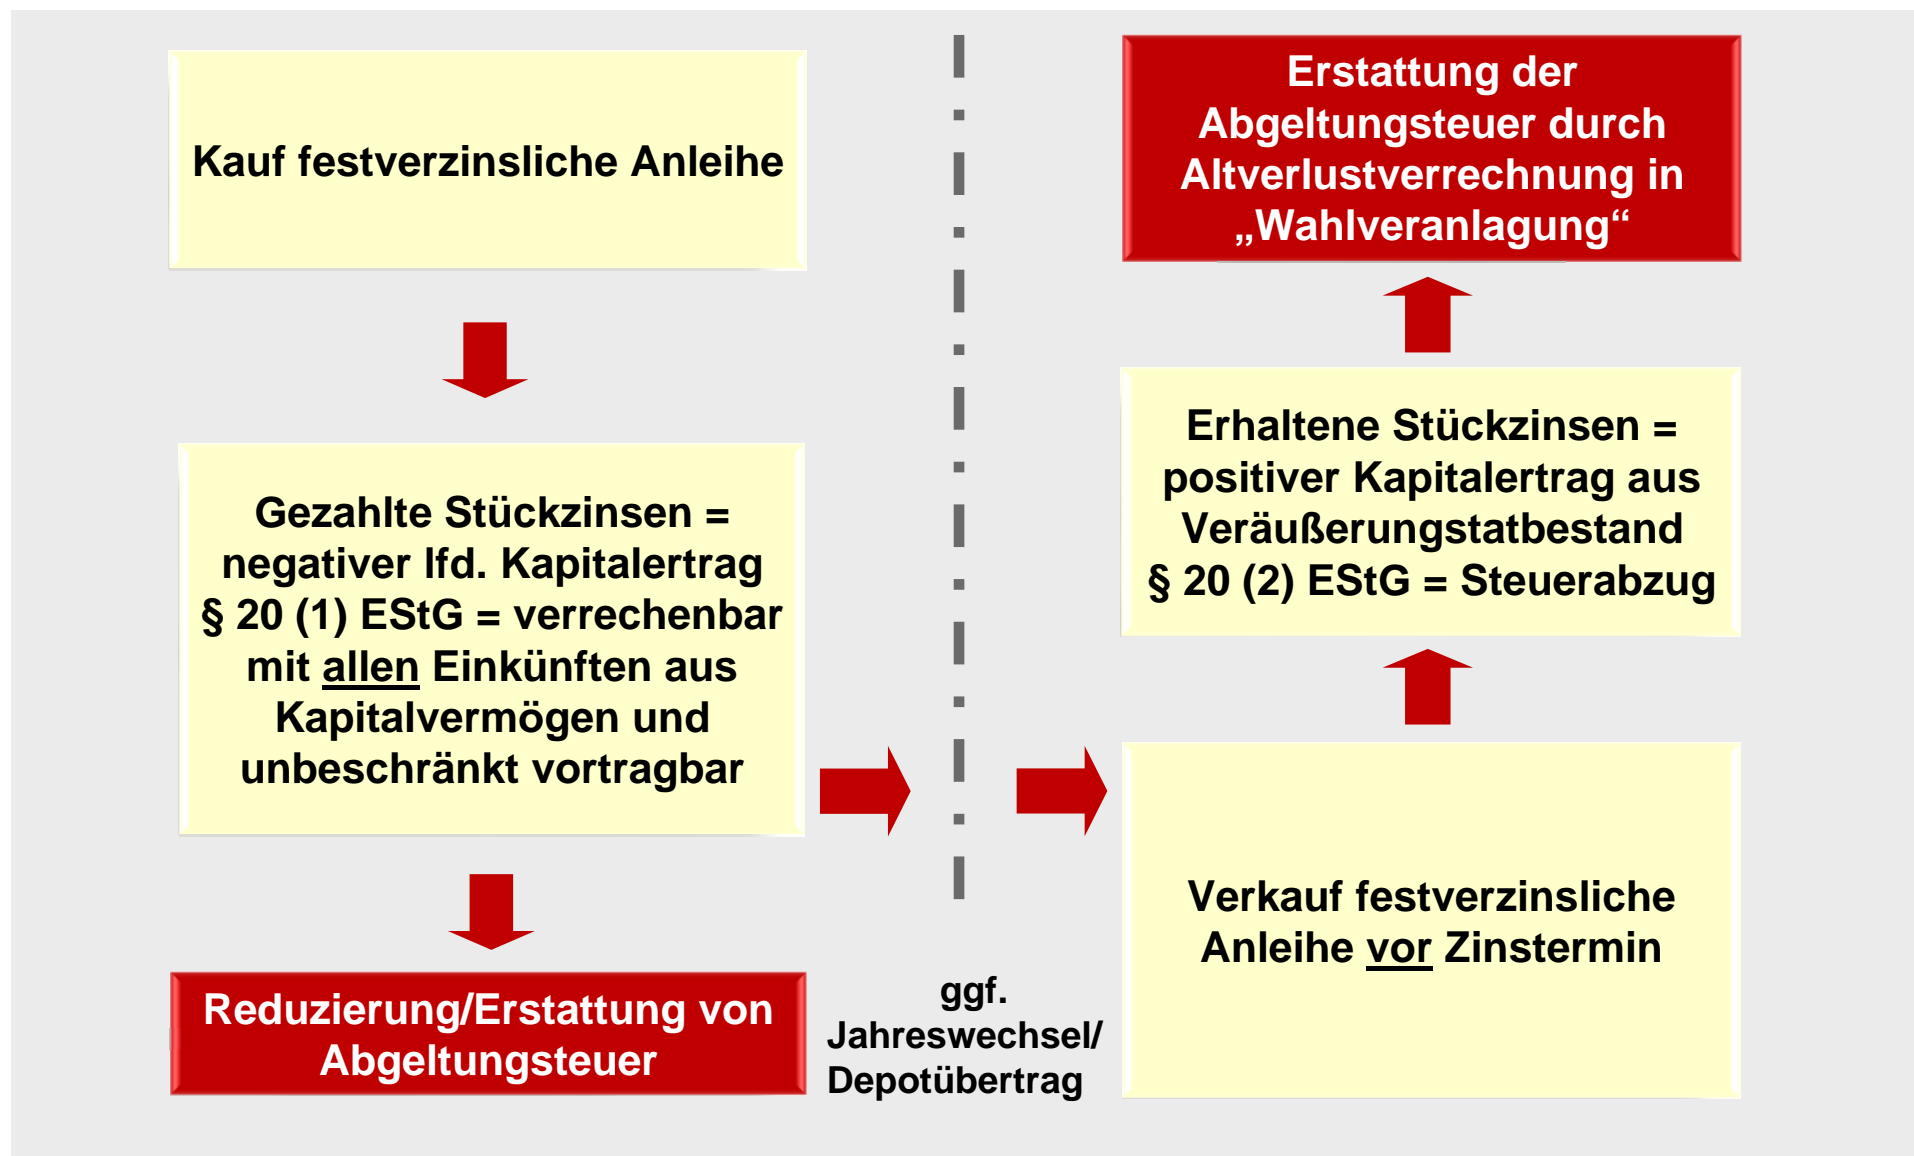 Kauf festverzinsliche Anleihe
Gezahlte Stückzinsen =
negativer lfd. Kapitalertrag
§ 20 (1) EStG = verrechenbar
mit allen Einkünften aus
Kapitalvermögen und
unbeschränkt vortragbar
Reduzierung/Erstattung von
Abgeltungsteuer
ggf.
Jahreswechsel/
Depotübertrag
Verkauf festverzinsliche
Anleihe vor Zinstermin
Erhaltene Stückzinsen =
positiver Kapitalertrag aus
Veräußerungstatbestand
§ 20 (2) EStG = Steuerabzug
Erstattung der
Abgeltungsteuer durch
Altverlustverrechnung in
„Wahlveranlagung“